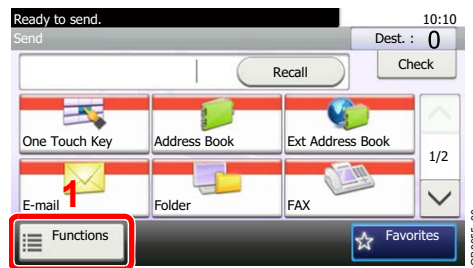 Ready to send. 10:10
Send Dest. : 0
Recall Check
One Touch Key Address Book Ext Address Book
1/2
E-mail Folder FAX
1
Functions Favorites